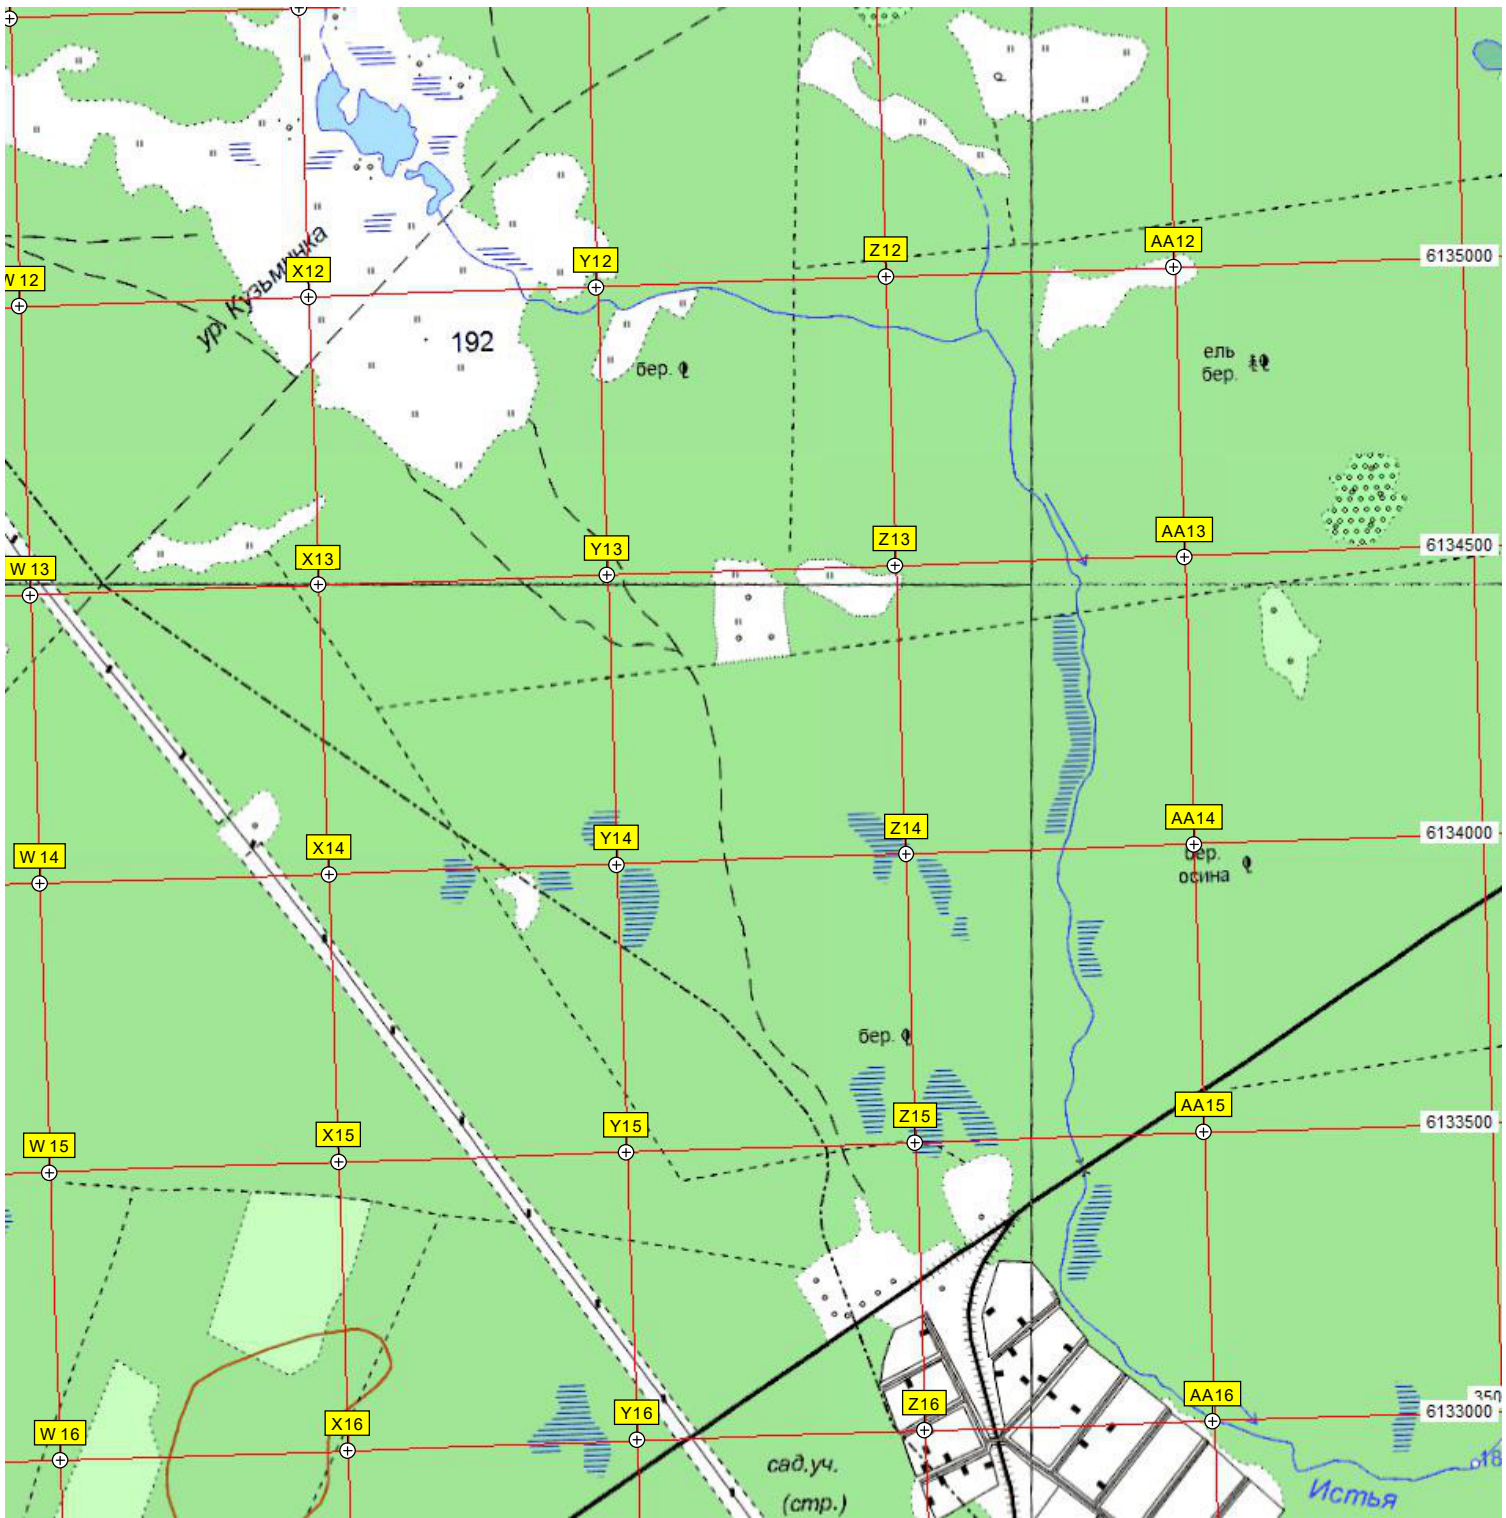 AA12
Z12
Y12
X12
W 12
6135000
ур. Кузьминка
192
бер.
ель
бер.
AA13
Z13
Y13
X13
W 13
6134500
AA14
Z14
Y14
X14
W 14
6134000
бер.
осина
бер.
AA15
Z15
Y15
X15
W 15
6133500
AA16
Z16
Y16
X16
W 16
350
6133000
сад.уч.
(стр.)
Истья
18